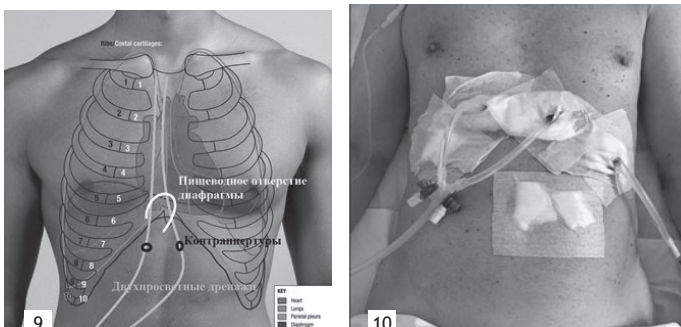 Ribs/Costal cartilages:
1 1
2 2
3 3
4 4
5 5
6 6
7 7
8 8
9
10
Пищеводное отверстие
диафрагмы
Контрапертуры
Двухпросветные дренажи
KEY
Heart
Lungs
Parietal pleura
Diaphragm
9
10